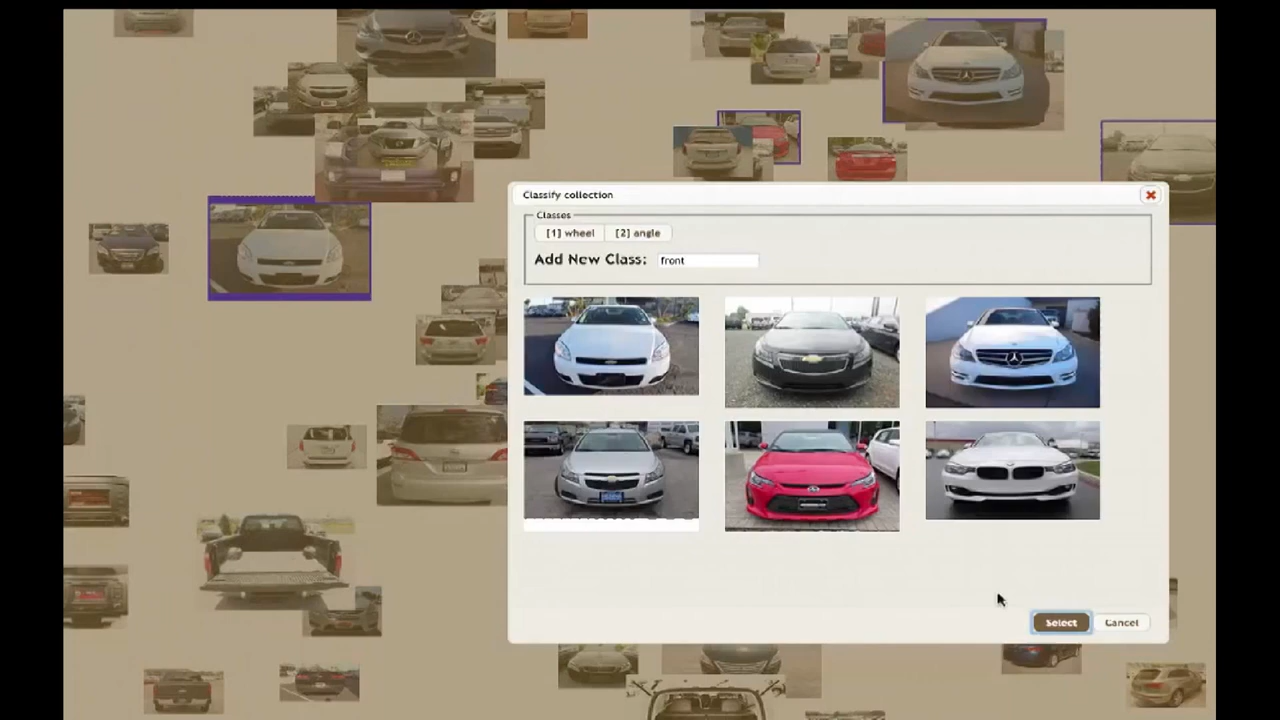 Classify collection
Classes
[1] wheel [2] angle
Add New Class: front
Select Cancel